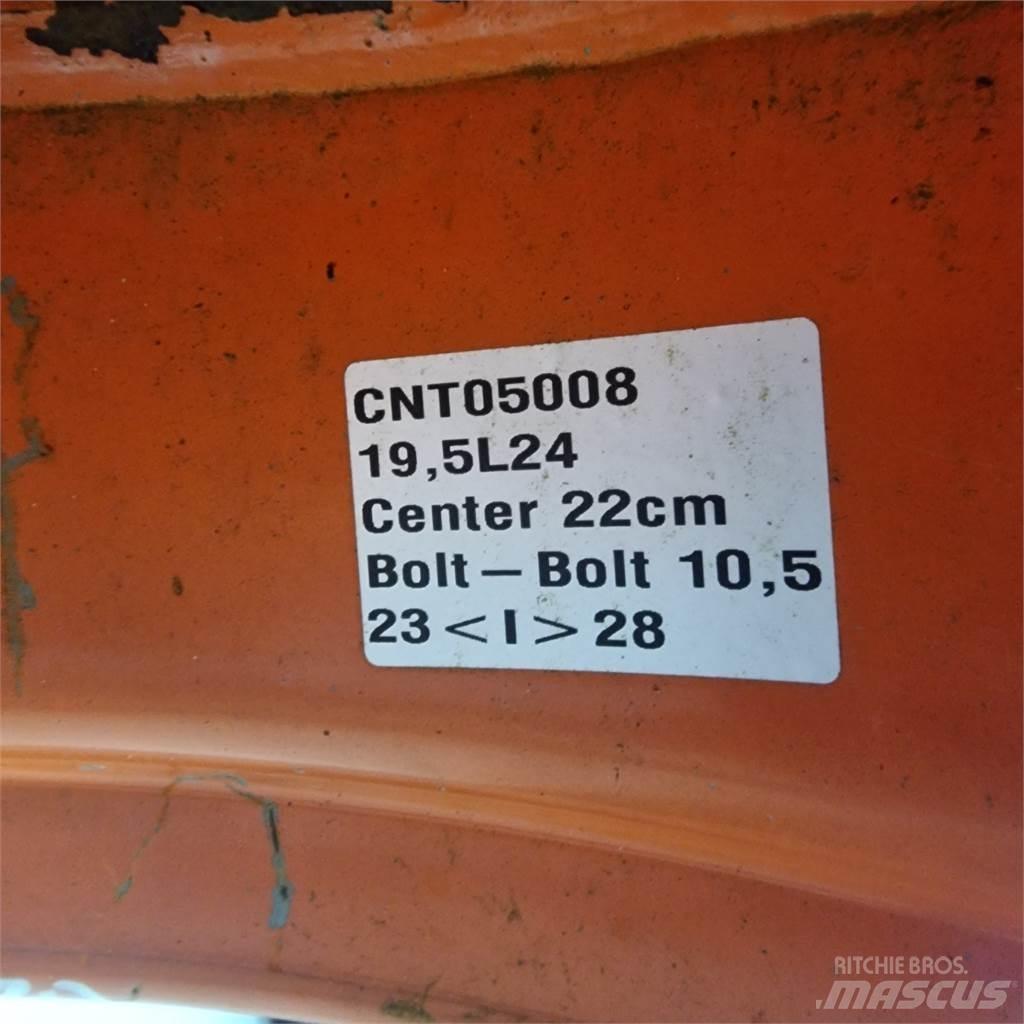 CNT05008
19,5L24
Center 22cm
Bolt – Bolt 10,5
23 < I > 28
RITCHIE BROS.
MASCUS